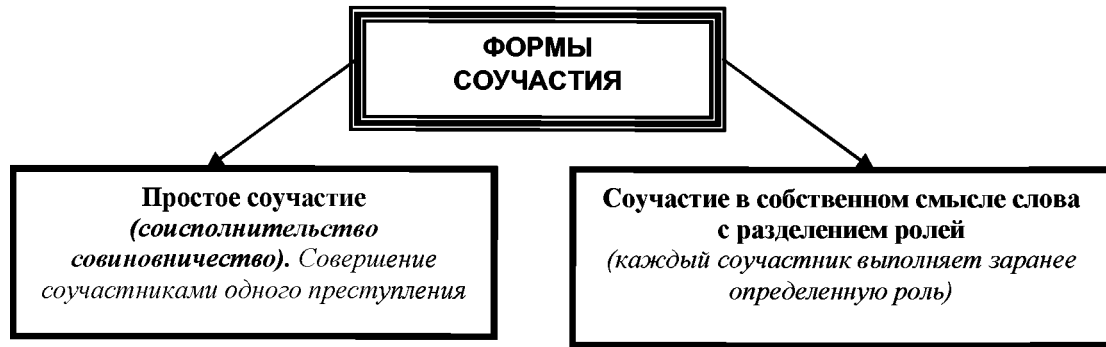 ФОРМЫ
СОУЧАСТИЯ
Простое соучастие
(соисполнительство
совиновничество). Совершение
соучастниками одного преступления
Соучастие в собственном смысле слова
с разделением ролей
(каждый соучастник выполняет заранее
определенную роль)